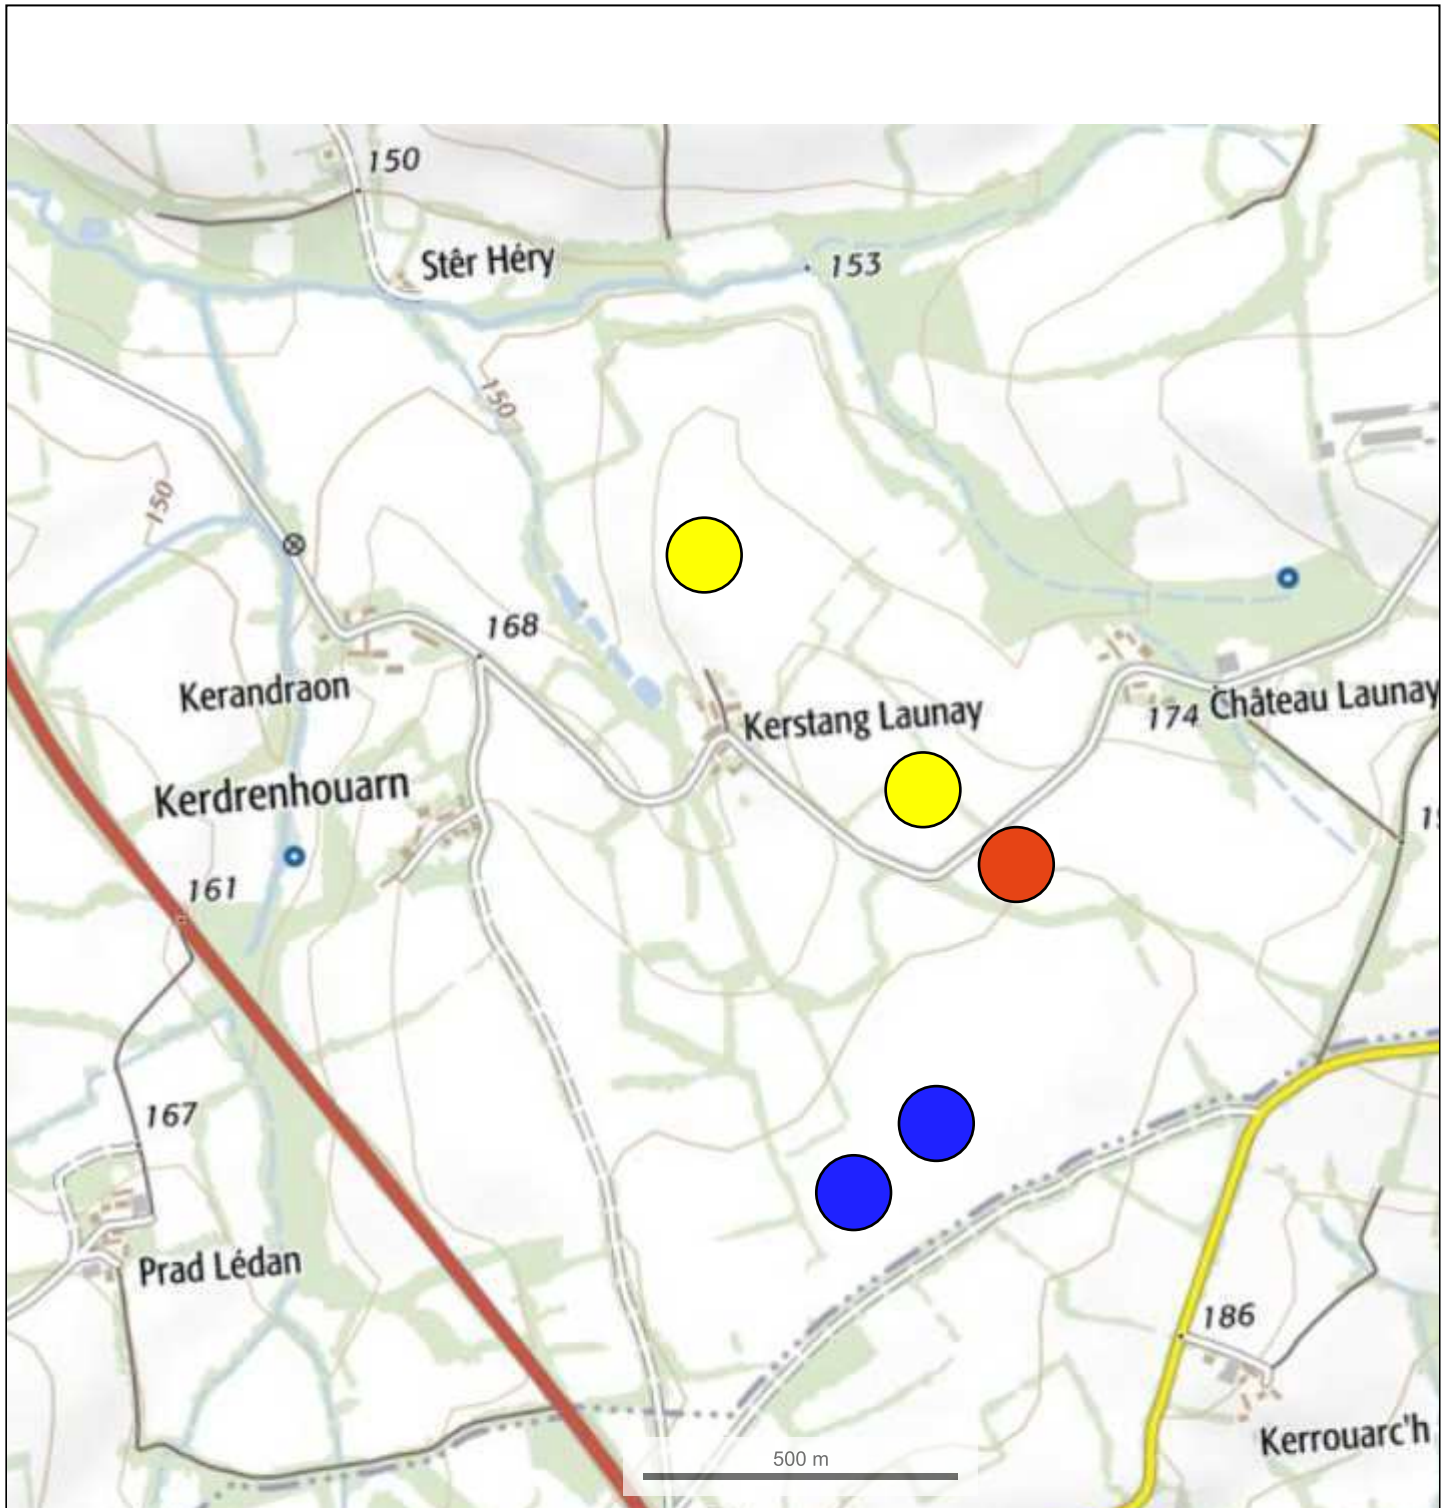 150
Stêr Héry
153
150
150
168
Kerandraon
Kerstang Launay
174
Château Launay
Kerdrenhouarn
161
167
Prad Lédan
186
Kerrouarc'h
500 m